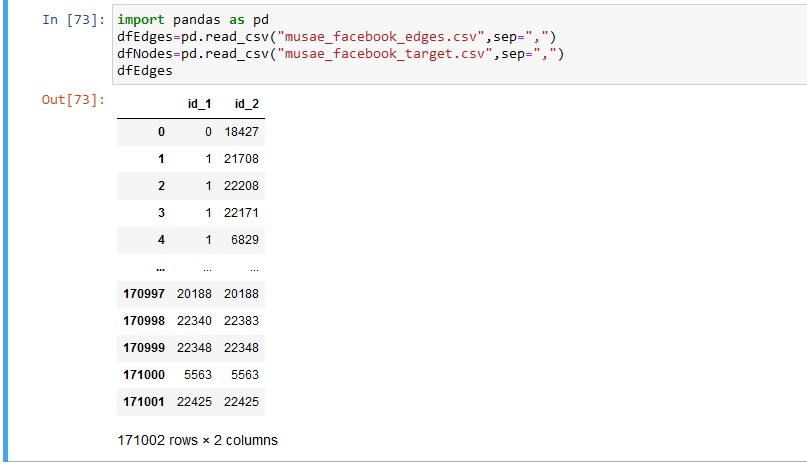 In [73]: import pandas as pd
dfEdges=pd.read_csv("musae_facebook_edges.csv",sep=",")
dfNodes=pd.read_csv("musae_facebook_target.csv",sep=",")
dfEdges
Out[73]:
id_1 id_2
0 0 18427
1 1 21708
2 1 22208
3 1 22171
4 1 6829
... ... ...
170997 20188 20188
170998 22340 22383
170999 22348 22348
171000 5563 5563
171001 22425 22425
171002 rows × 2 columns